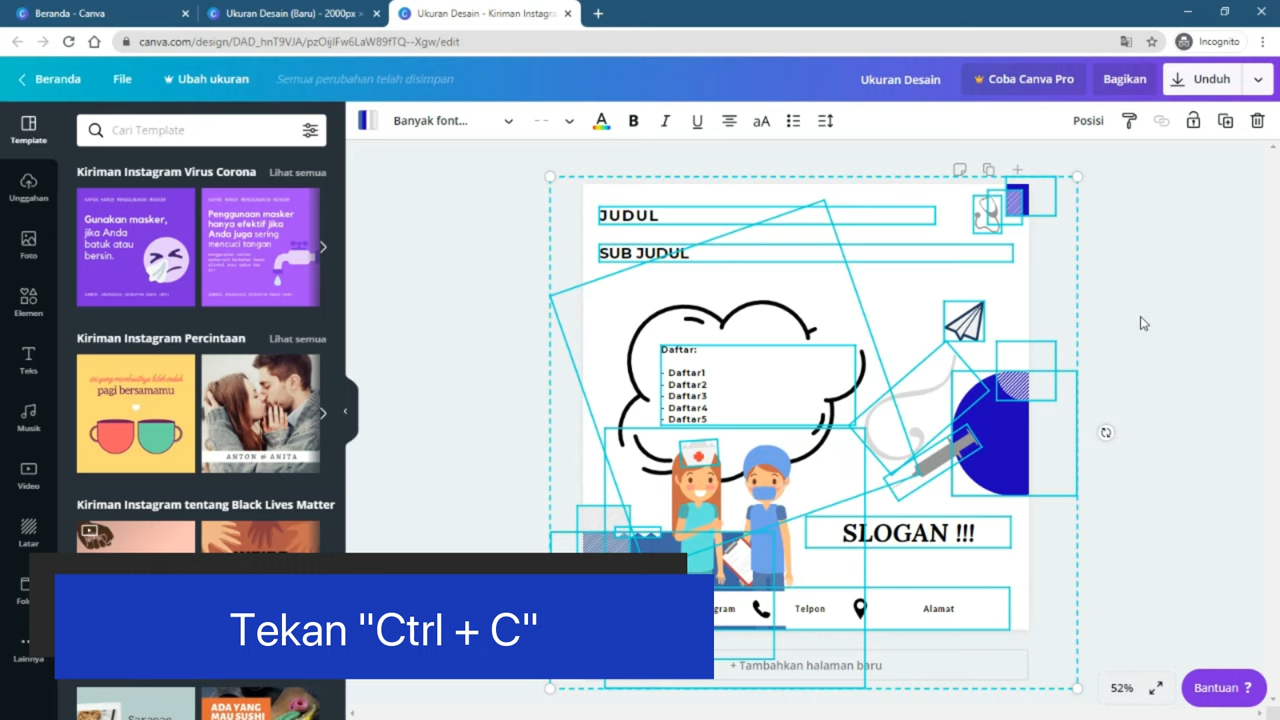 Beranda - Canva
Ukuran Desain (Baru) - 2000px ×
Ukuran Desain - Kiriman Instagra
canva.com/design/DAD_hnT9VJA/pzOijIFw6LaW89fTQ--Xgw/edit
Incognito
Beranda
File
Ubah ukuran
Semua perubahan telah disimpan
Ukuran Desain
Coba Canva Pro
Bagikan
Unduh
Template
Unggahan
Foto
Elemen
Teks
Musik
Video
Latar
Lainnya
Cari Template
Banyak font...
B I U aA
Posisi
Kiriman Instagram Virus Corona
Lihat semua
Gunakan masker,
jika Anda
batuk atau
bersin.
Penggunaan masker
hanya efektif jika
Anda juga sering
mencuci tangan
Kiriman Instagram Percintaan
Lihat semua
pagi bersamamu
ANTON & ANITA
Kiriman Instagram tentang Black Lives Matter
ADA YANG
MAU SUSHI
JUDUL
SUB JUDUL
Daftar:
- Daftar1
- Daftar2
- Daftar3
- Daftar4
- Daftar5
SLOGAN !!!
gram
Telpon
Alamat
+ Tambahkan halaman baru
52%
Bantuan ?
Tekan "Ctrl + C"